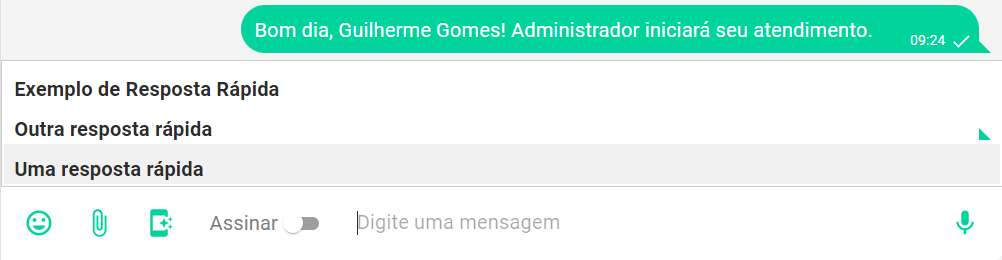 Bom dia, Guilherme Gomes! Administrador iniciará seu atendimento.
09:24
Exemplo de Resposta Rápida
Outra resposta rápida
Uma resposta rápida
Assinar
Digite uma mensagem